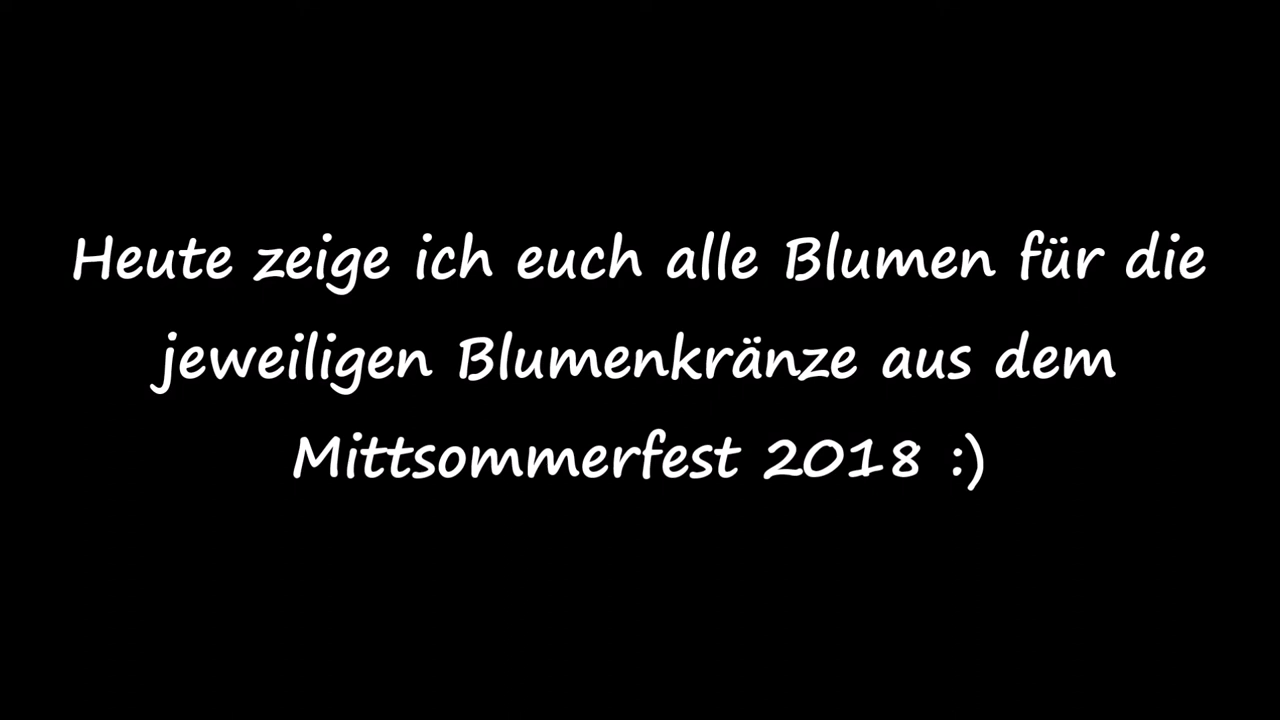 Heute zeige ich euch alle Blumen für die
jeweiligen Blumenkränze aus dem
Mittsommerfest 2018 :)